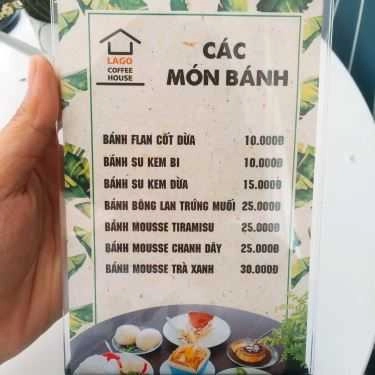 LAGO
COFFEE
HOUSE
CÁC
MÓN BÁNH
BÁNH FLAN CỐT DỪA 10.000Đ
BÁNH SU KEM BI 10.000Đ
BÁNH SU KEM DỪA 15.000Đ
BÁNH BÔNG LAN TRỨNG MUỐI 25.000Đ
BÁNH MOUSSE TIRAMISU 25.000Đ
BÁNH MOUSSE CHANH DÂY 25.000Đ
BÁNH MOUSSE TRÀ XANH 30.000Đ